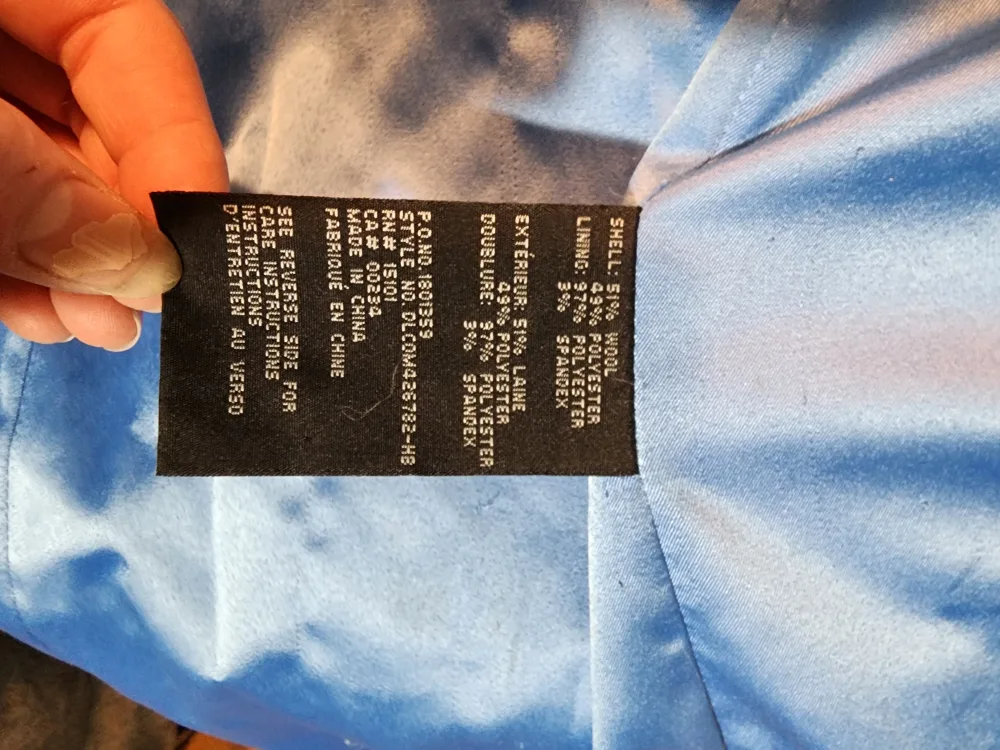 SHELL: 51% WOOL
49% POLYESTER
LINING: 97% POLYESTER
3% SPANDEX
EXTÉRIEUR: 51% LAINE
49% POLYESTER
DOUBLURE: 97% POLYESTER
3% SPANDEX
P.O.NO.1801359
STYLE NO.DLCOM426782-HB
RN# 15101
CA# 00234
MADE IN CHINA
FABRIQUÉ EN CHINE
SEE REVERSE SIDE FOR
CARE INSTRUCTIONS
INSTRUCTIONS
D'ENTRETIEN AU VERSO